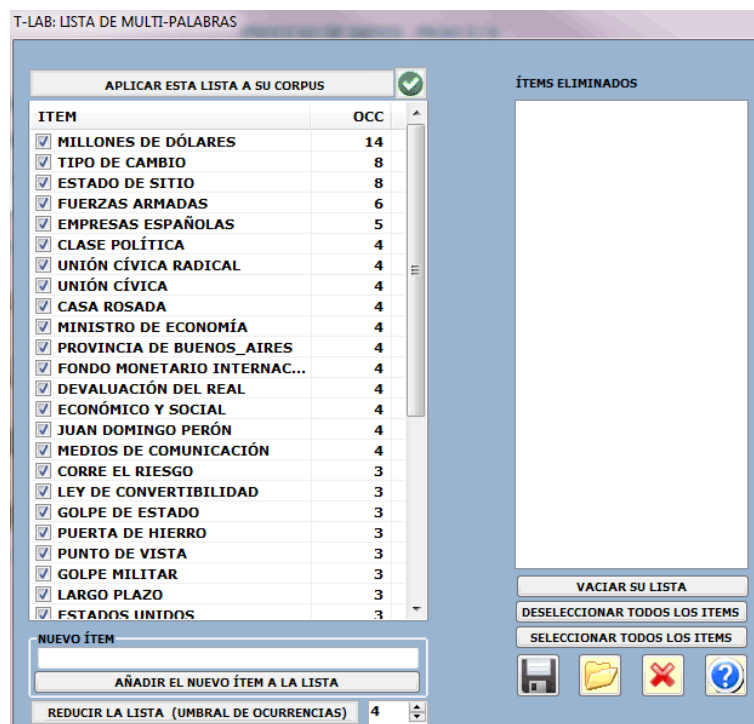 T-LAB: LISTA DE MULTI-PALABRAS
APLICAR ESTA LISTA A SU CORPUS
ÍTEMS ELIMINADOS
ITEM OCC
MILLONES DE DÓLARES 14
TIPO DE CAMBIO 8
ESTADO DE SITIO 8
FUERZAS ARMADAS 6
EMPRESAS ESPAÑOLAS 5
CLASE POLÍTICA 4
UNIÓN CÍVICA RADICAL 4
UNIÓN CÍVICA 4
CASA ROSADA 4
MINISTRO DE ECONOMÍA 4
PROVINCIA DE BUENOS_AIRES 4
FONDO MONETARIO INTERNAC... 4
DEVALUACIÓN DEL REAL 4
ECONÓMICO Y SOCIAL 4
JUAN DOMINGO PERÓN 4
MEDIOS DE COMUNICACIÓN 4
CORRE EL RIESGO 3
LEY DE CONVERTIBILIDAD 3
GOLPE DE ESTADO 3
PUERTA DE HIERRO 3
PUNTO DE VISTA 3
GOLPE MILITAR 3
LARGO PLAZO 3
ESTADOS UNIDOS 3
VACIAR SU LISTA
DESELECCIONAR TODOS LOS ITEMS
SELECCIONAR TODOS LOS ITEMS
NUEVO ÍTEM
AÑADIR EL NUEVO ÍTEM A LA LISTA
REDUCIR LA LISTA (UMBRAL DE OCURRENCIAS) 4
?